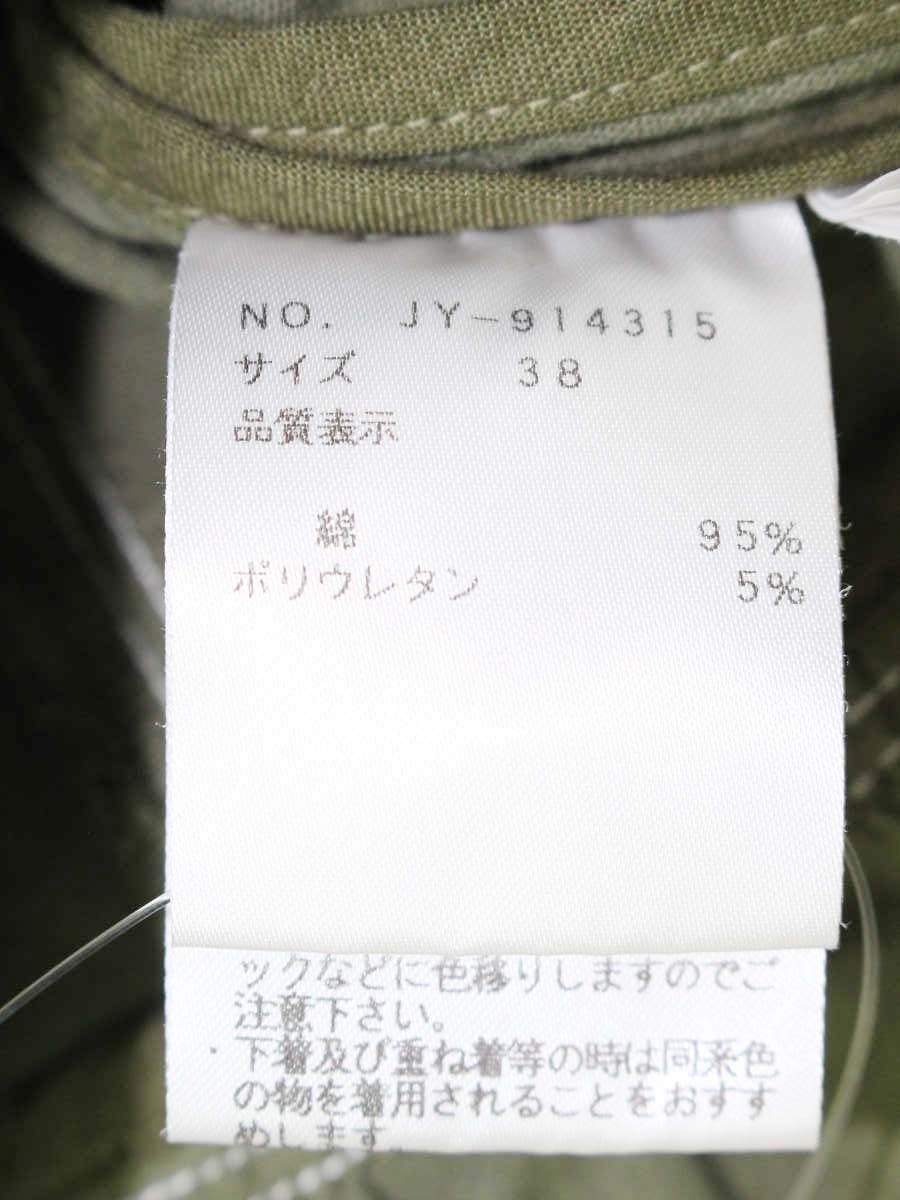 NO. JY-914315
サイズ 38
品質表示
綿 95%
ポリウレタン 5%
ックなどに色移りしますのでご
注意下さい。
・下着及び重ね着等の時は同系色
の物を着用されることをおすす
めします。